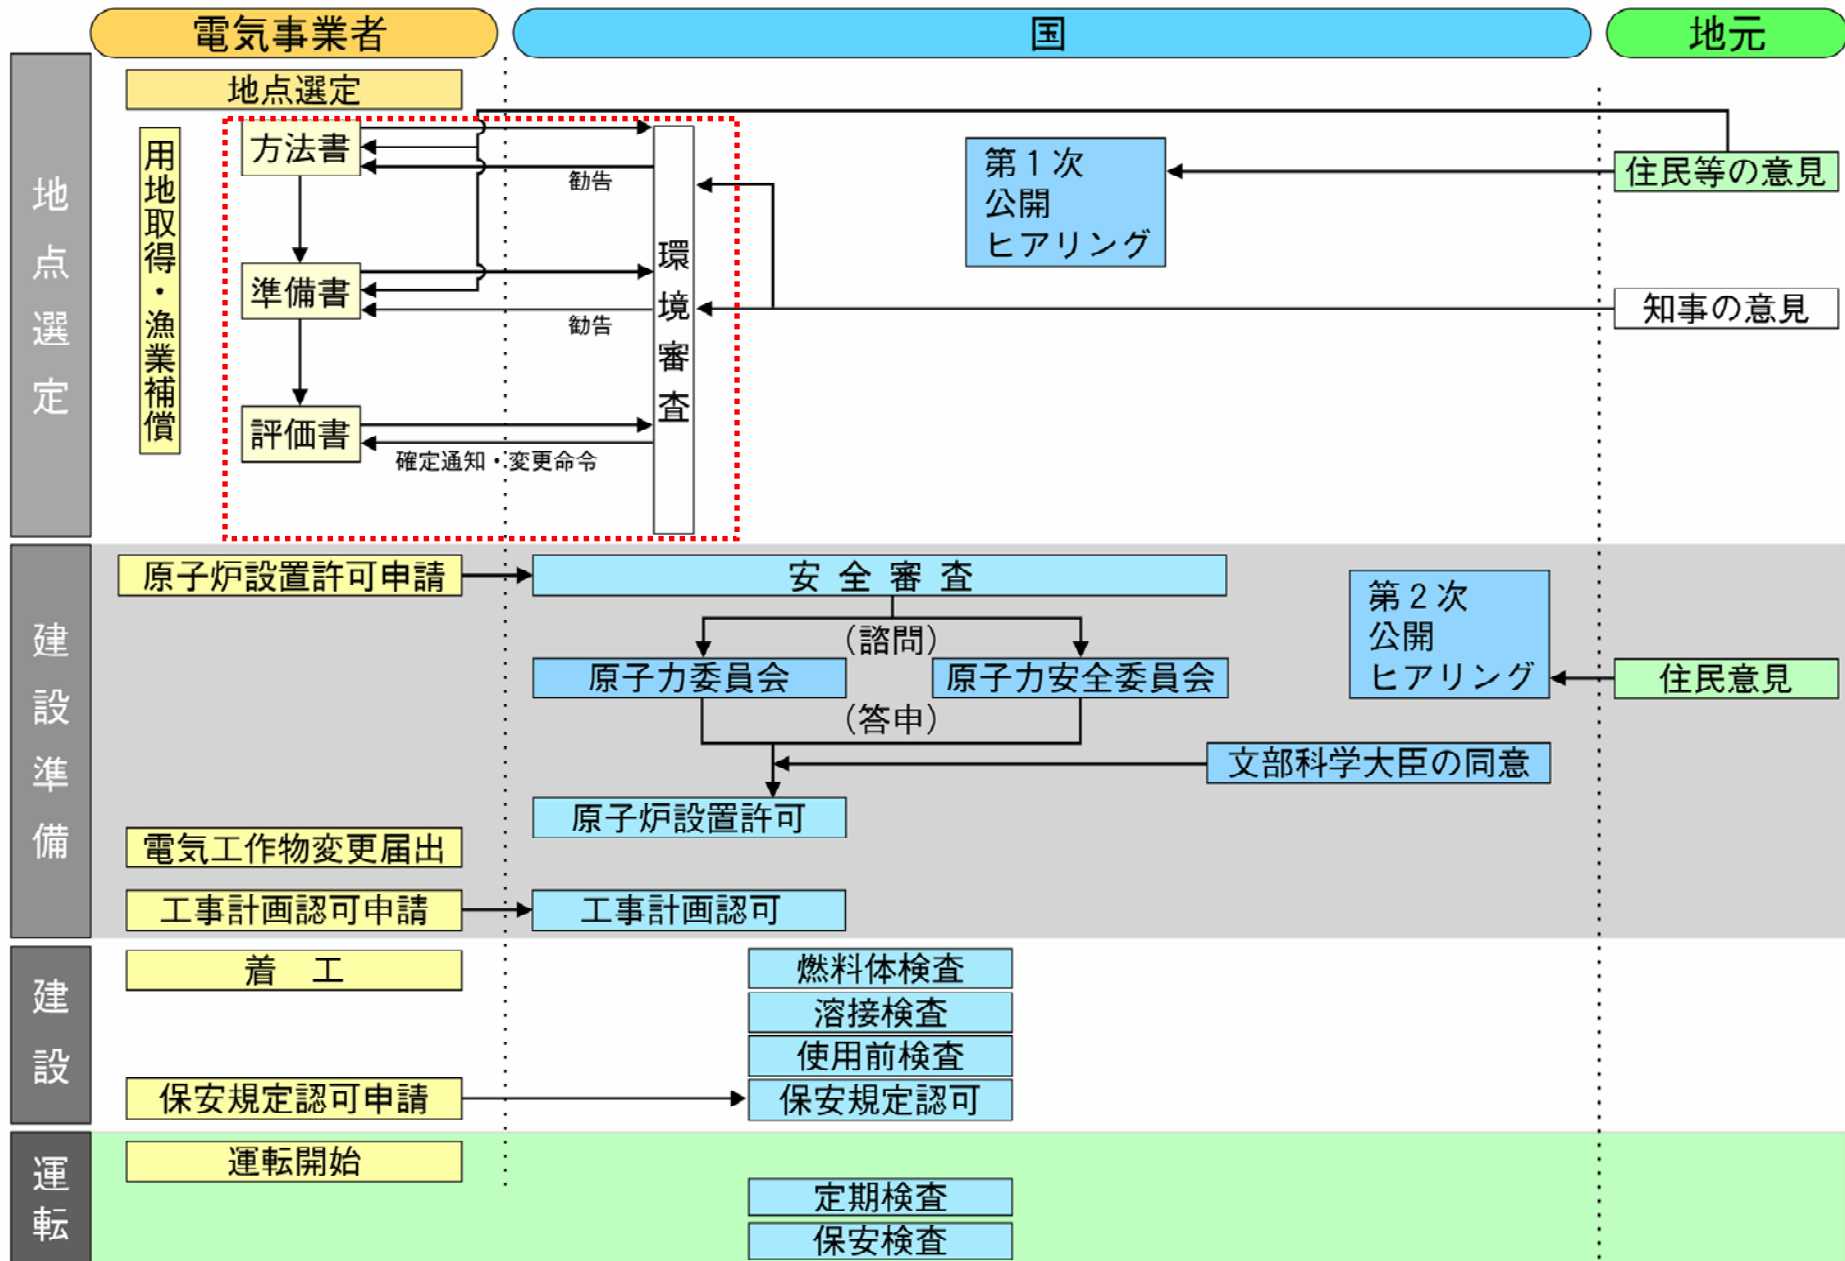 電気事業者
国
地元
地点選定
地点選定
用地取得・漁業補償
方法書
勧告
準備書
勧告
評価書
確定通知・変更命令
環境審査
第１次
公開
ヒアリング
住民等の意見
知事の意見
建設準備
原子炉設置許可申請
安全審査
（諮問）
原子力委員会
原子力安全委員会
（答申）
第２次
公開
ヒアリング
住民意見
文部科学大臣の同意
原子炉設置許可
電気工作物変更届出
工事計画認可申請
工事計画認可
建設
着　工
燃料体検査
溶接検査
使用前検査
保安規定認可申請
保安規定認可
運転
運転開始
定期検査
保安検査